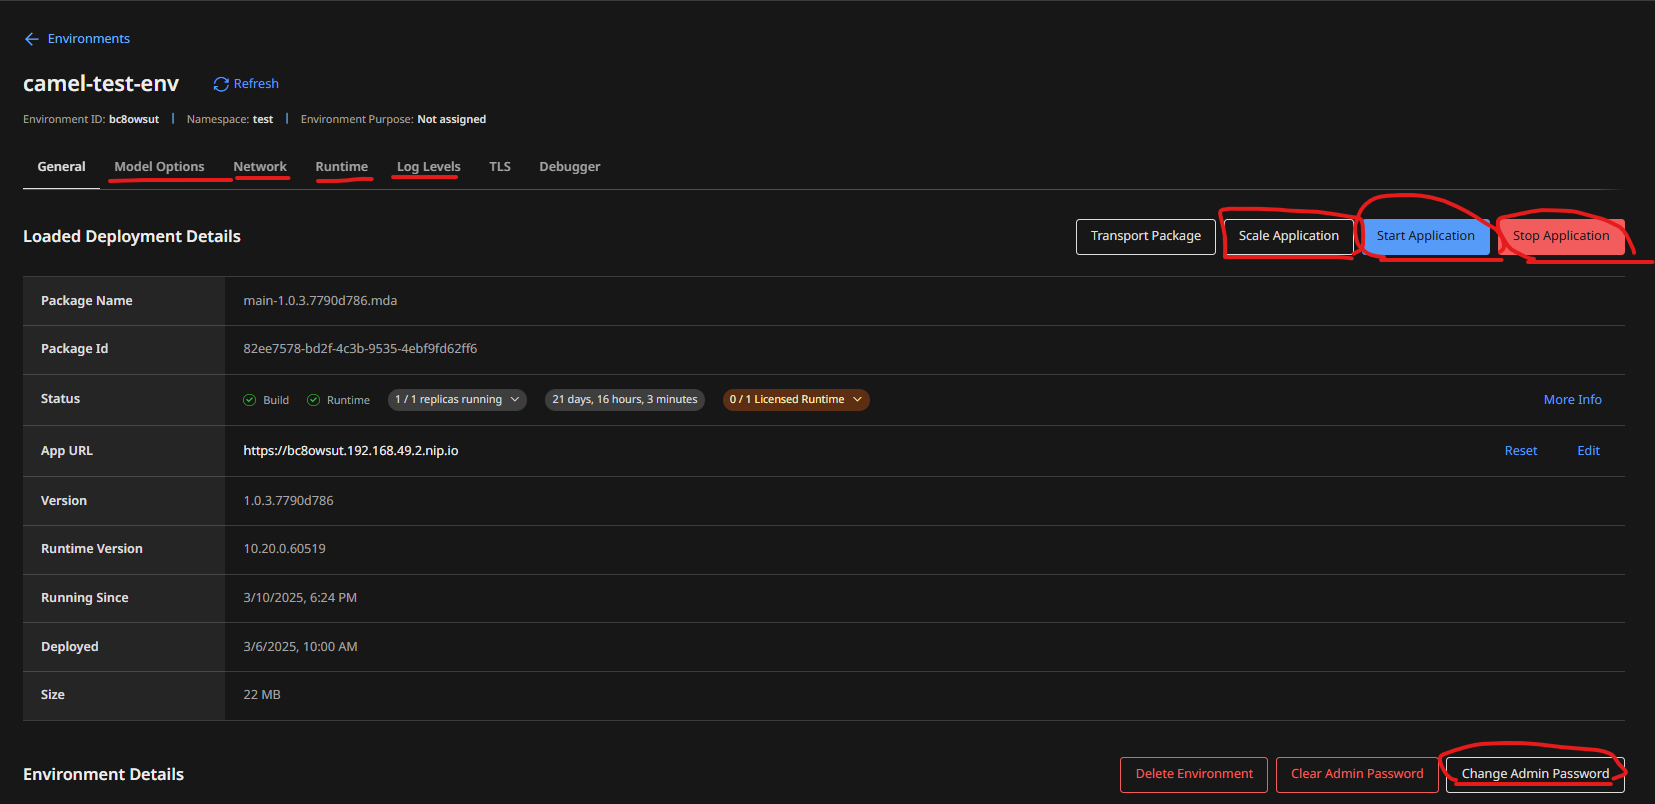 Environments
camel-test-env Refresh
Environment ID: bc8owsut | Namespace: test | Environment Purpose: Not assigned
General Model Options Network Runtime Log Levels TLS Debugger
Loaded Deployment Details Transport Package Scale Application Start Application Stop Application
Package Name main-1.0.3.7790d786.mda
Package Id 82ee7578-bd2f-4c3b-9535-4ebf9fd62ff6
Status Build Runtime 1 / 1 replicas running 21 days, 16 hours, 3 minutes 0 / 1 Licensed Runtime More Info
App URL https://bc8owsut.192.168.49.2.nip.io Reset Edit
Version 1.0.3.7790d786
Runtime Version 10.20.0.60519
Running Since 3/10/2025, 6:24 PM
Deployed 3/6/2025, 10:00 AM
Size 22 MB
Environment Details Delete Environment Clear Admin Password Change Admin Password